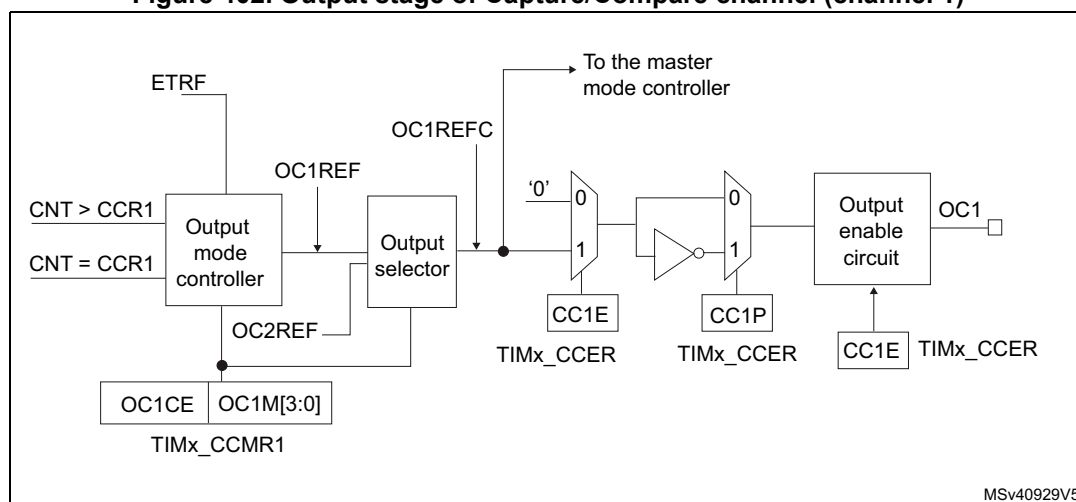 Figure 402. Output stage of Capture/Compare channel (channel 1)
To the master
mode controller
ETRF
OC1REFC
OC1REF
‘0’
0
1
0
1
CNT > CCR1
CNT = CCR1
Output
mode
controller
Output
selector
Output
enable
circuit
OC1
OC2REF
CC1E
TIMx_CCER
CC1P
TIMx_CCER
CC1E
TIMx_CCER
OC1CE
OC1M[3:0]
TIMx_CCMR1
MSv40929V5